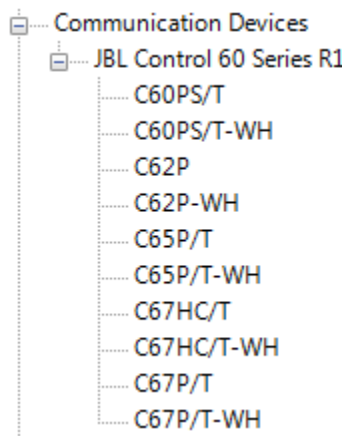 Communication Devices
JBL Control 60 Series R1
C60PS/T
C60PS/T-WH
C62P
C62P-WH
C65P/T
C65P/T-WH
C67HC/T
C67HC/T-WH
C67P/T
C67P/T-WH